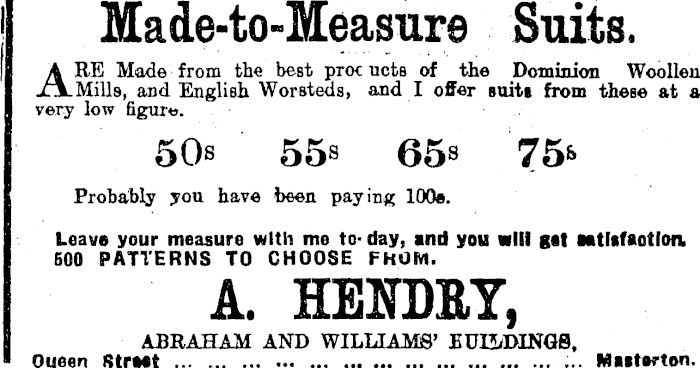 Made-to-Measure Suits.
ARE Made from the best products of the Dominion Woollen
Mills, and English Worsteds, and I offer suits from these at a
very low figure.
50s 55s 65s 75s
Probably you have been paying 100s.
Leave your measure with me to-day, and you will get satisfaction.
500 PATTERNS TO CHOOSE FROM.
A. HENDRY,
ABRAHAM AND WILLIAMS' BUILDINGS,
Queen Street ... ... ... ... ... ... ... ... ... ... ... ... ... Masterton.